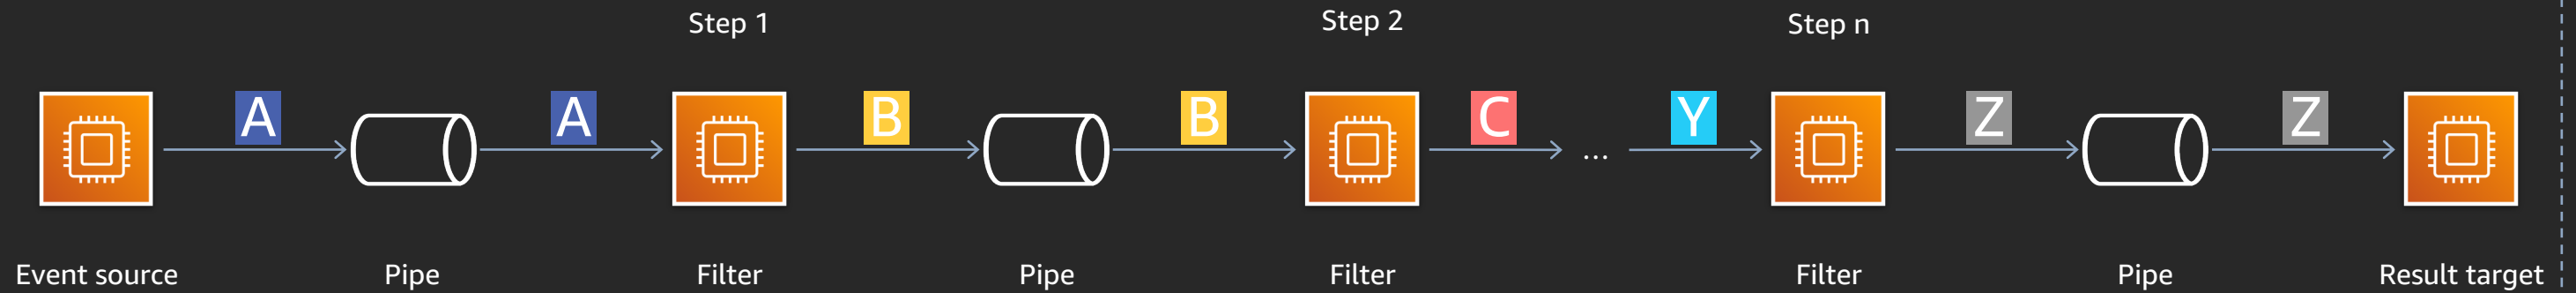 Step 1
Step 2
Step n
A
A
B
B
C
...
Y
Z
Z
Event source
Pipe
Filter
Pipe
Filter
Filter
Pipe
Result target